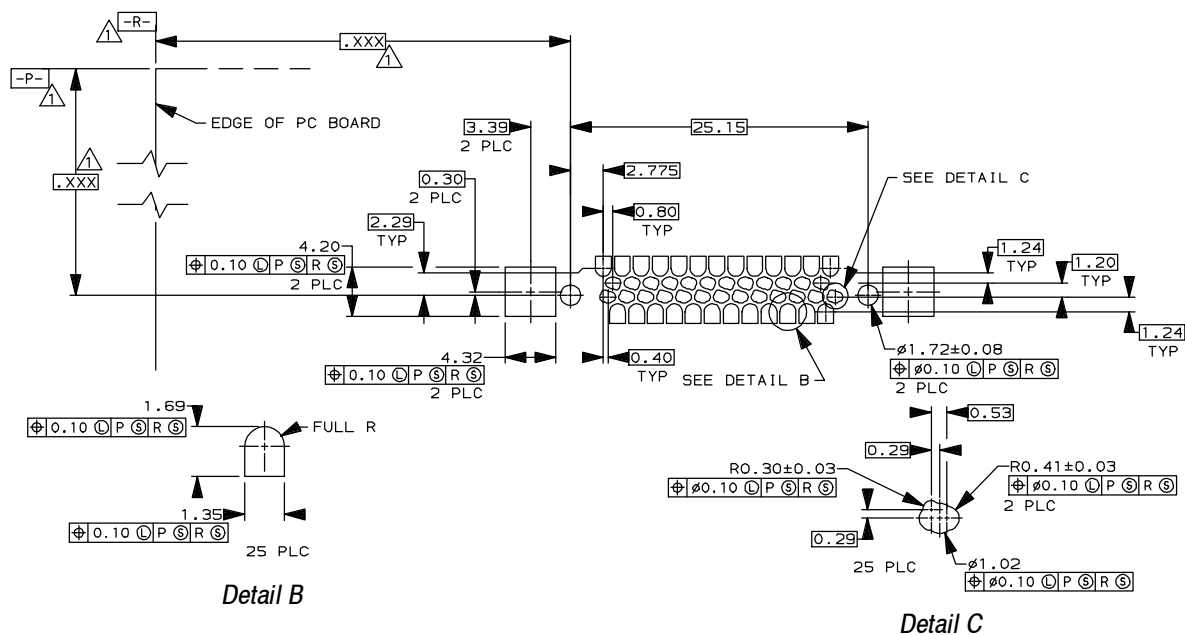 -R-
1
.XXX
1
-P-
1
EDGE OF PC BOARD
3.39
2 PLC
25.15
1
.XXX
0.30
2 PLC
2.775
SEE DETAIL C
2.29
TYP
0.80
TYP
4.20
⌖ 0.10 Ⓛ P Ⓢ R Ⓢ
2 PLC
1.24
TYP
1.20
TYP
1.24
TYP
4.32
⌖ 0.10 Ⓛ P Ⓢ R Ⓢ
2 PLC
0.40
TYP
SEE DETAIL B
ø1.72±0.08
⌖ ø0.10 Ⓛ P Ⓢ R Ⓢ
2 PLC
1.69
⌖ 0.10 Ⓛ P Ⓢ R Ⓢ
FULL R
1.35
⌖ 0.10 Ⓛ P Ⓢ R Ⓢ
25 PLC
Detail B
0.53
0.29
R0.30±0.03
⌖ ø0.10 Ⓛ P Ⓢ R Ⓢ
R0.41±0.03
⌖ ø0.10 Ⓛ P Ⓢ R Ⓢ
2 PLC
0.29
25 PLC
ø1.02
⌖ ø0.10 Ⓛ P Ⓢ R Ⓢ
Detail C